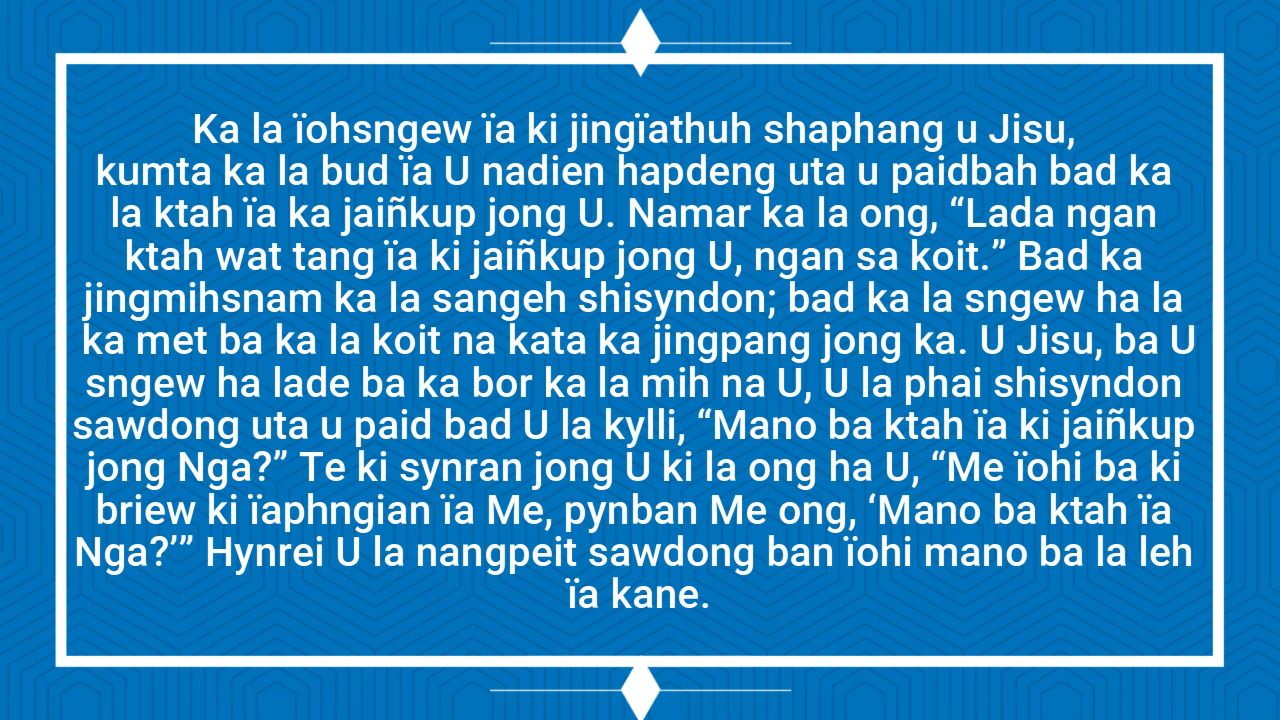 Ka la ïohsngew ïa ki jingïathuh shaphang u Jisu,
kumta ka la bud ïa U nadien hapdeng uta u paidbah bad ka
la ktah ïa ka jaiñkup jong U. Namar ka la ong, “Lada ngan
ktah wat tang ïa ki jaiñkup jong U, ngan sa koit.” Bad ka
jingmihsnam ka la sangeh shisyndon; bad ka la sngew ha la
ka met ba ka la koit na kata ka jingpang jong ka. U Jisu, ba U
sngew ha lade ba ka bor ka la mih na U, U la phai shisyndon
sawdong uta u paid bad U la kylli, “Mano ba ktah ïa ki jaiñkup
jong Nga?” Te ki synran jong U ki la ong ha U, “Me ïohi ba ki
briew ki ïaphngian ïa Me, pynban Me ong, ‘Mano ba ktah ïa
Nga?’” Hynrei U la nangpeit sawdong ban ïohi mano ba la leh
ïa kane.